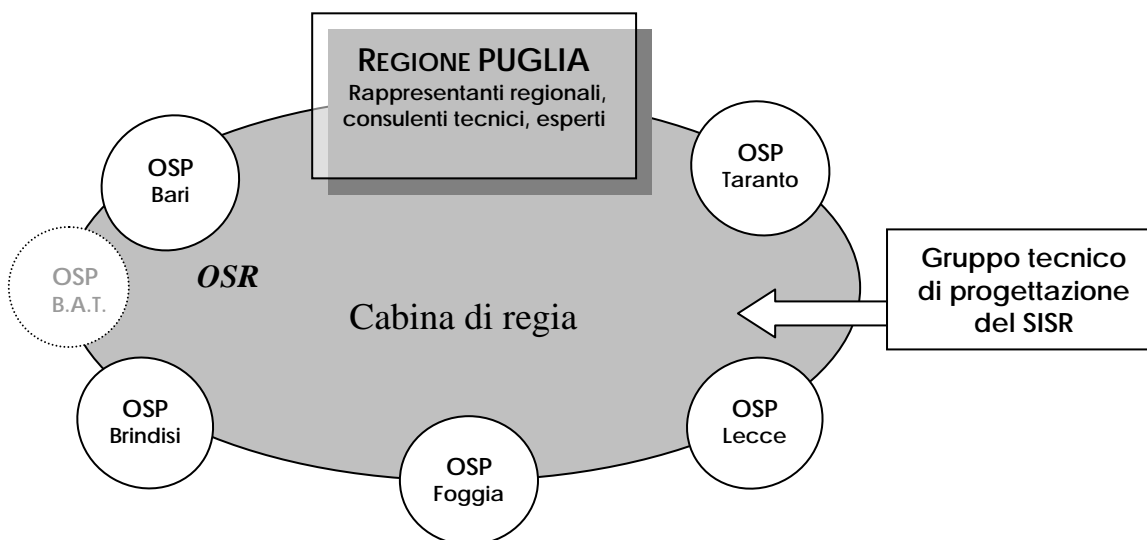 REGIONE PUGLIA
Rappresentanti regionali,
consulenti tecnici, esperti
OSP
Bari
OSP
Taranto
OSP
B.A.T.
OSR
Cabina di regia
Gruppo tecnico
di progettazione
del SISR
OSP
Brindisi
OSP
Foggia
OSP
Lecce